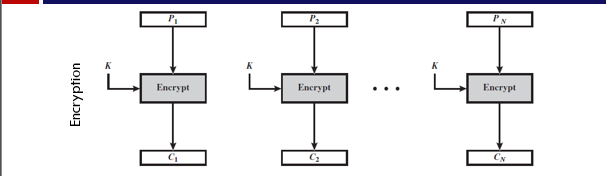 P1 P2 PN
K K K
Encrypt Encrypt • • • Encrypt
Encryption
C1 C2 CN